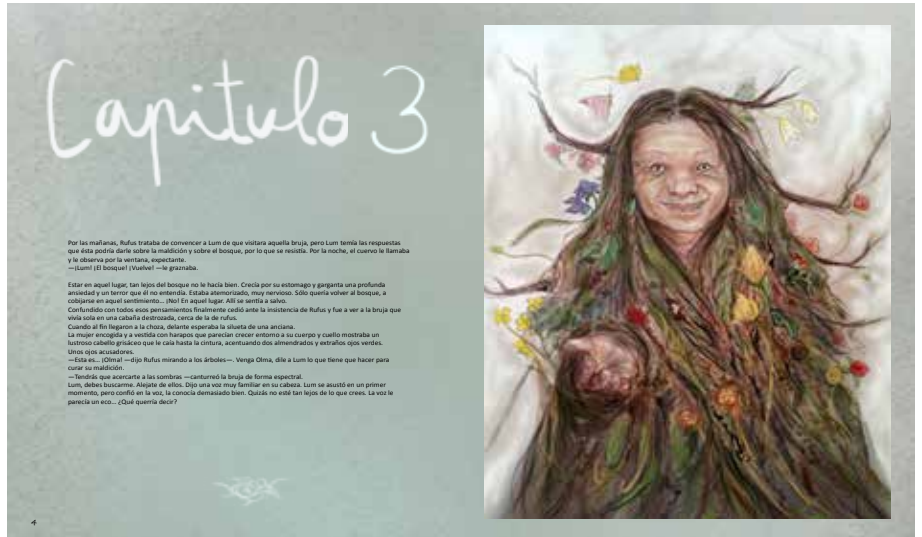 Capitulo 3
Por las mañanas, Rufus trataba de convencer a Lum de que visitara aquella bruja, pero Lum temía las respuestas
que ésta podría darle sobre la maldición y sobre el bosque, por lo que se resistía. Por la noche, el cuervo le llamaba
y le observa por la ventana, expectante.
—¡Lum! ¡El bosque! ¡Vuelve! —le graznaba.
Estar en aquel lugar, tan lejos del bosque no le hacía bien. Crecía por su estomago y garganta una profunda
ansiedad y un terror que él no entendía. Estaba atemorizado, muy nervioso. Sólo quería volver al bosque, a
cobijarse en aquel sentimiento... ¡No! En aquel lugar. Allí se sentía a salvo.
Confundido con todos esos pensamientos finalmente cedió ante la insistencia de Rufus y fue a ver a la bruja que
vivía sola en una cabaña destrozada, cerca de la de rufus.
Cuando al fin llegaron a la choza, delante esperaba la silueta de una anciana.
La mujer encogida y a vestida con harapos que parecían crecer entorno a su cuerpo y cuello mostraba un
lustroso cabello grisáceo que le caía hasta la cintura, acentuando dos almendrados y extraños ojos verdes.
Unos ojos acusadores.
—Esta es... ¡Olma! —dijo Rufus mirando a los árboles—. Venga Olma, dile a Lum lo que tiene que hacer para
curar su maldición.
—Tendrás que acercarte a las sombras —canturreó la bruja de forma espectral.
Lum, debes buscarme. Alejate de ellos. Dijo una voz muy familiar en su cabeza. Lum se asustó en un primer
momento, pero confió en la voz, la conocía demasiado bien. Quizás no esté tan lejos de lo que crees. La voz le
parecía un eco... ¿Qué querría decir?
4